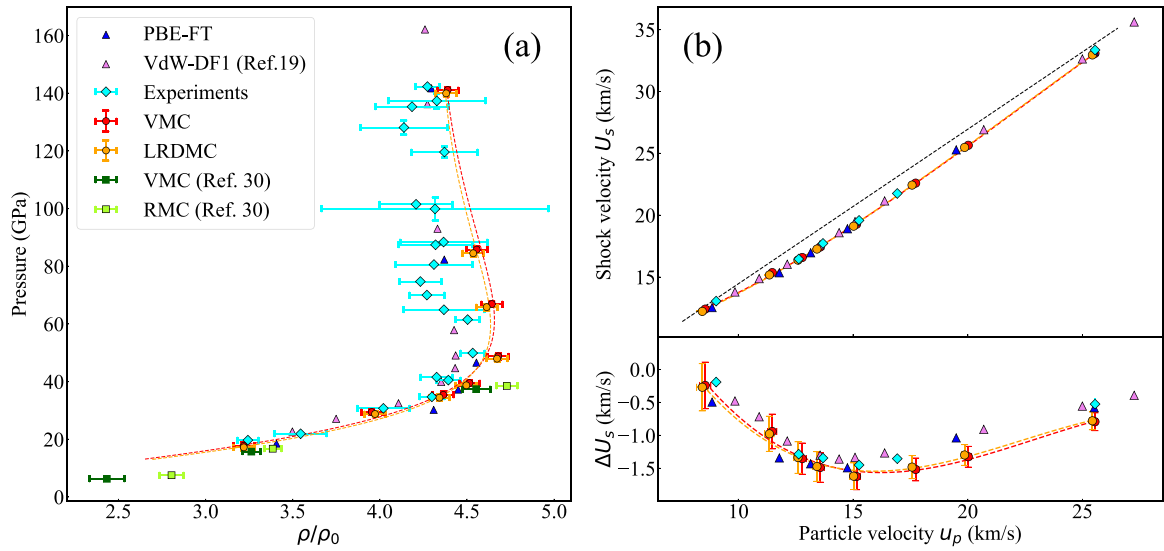 (a)
PBE-FT
VdW-DF1 (Ref.19)
Experiments
VMC
LRDMC
VMC (Ref. 30)
RMC (Ref. 30)
Pressure (GPa)
160
140
120
100
80
60
40
20
0
2.5 3.0 3.5 4.0 4.5 5.0
ρ/ρ₀
(b)
Shock velocity Uₛ (km/s)
35
30
25
20
15
ΔUₛ (km/s)
0.0
−0.5
−1.0
−1.5
10 15 20 25
Particle velocity uₚ (km/s)